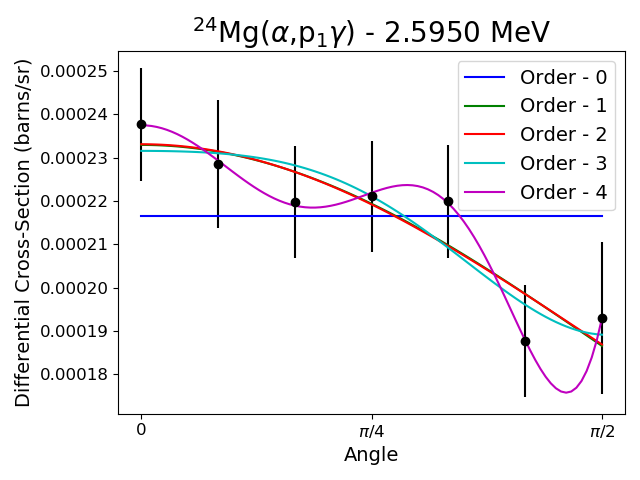 ²⁴Mg(α,p₁γ) - 2.5950 MeV
Differential Cross-Section (barns/sr)
0.00025
0.00024
0.00023
0.00022
0.00021
0.00020
0.00019
0.00018
Order - 0
Order - 1
Order - 2
Order - 3
Order - 4
0 π/4 π/2
Angle